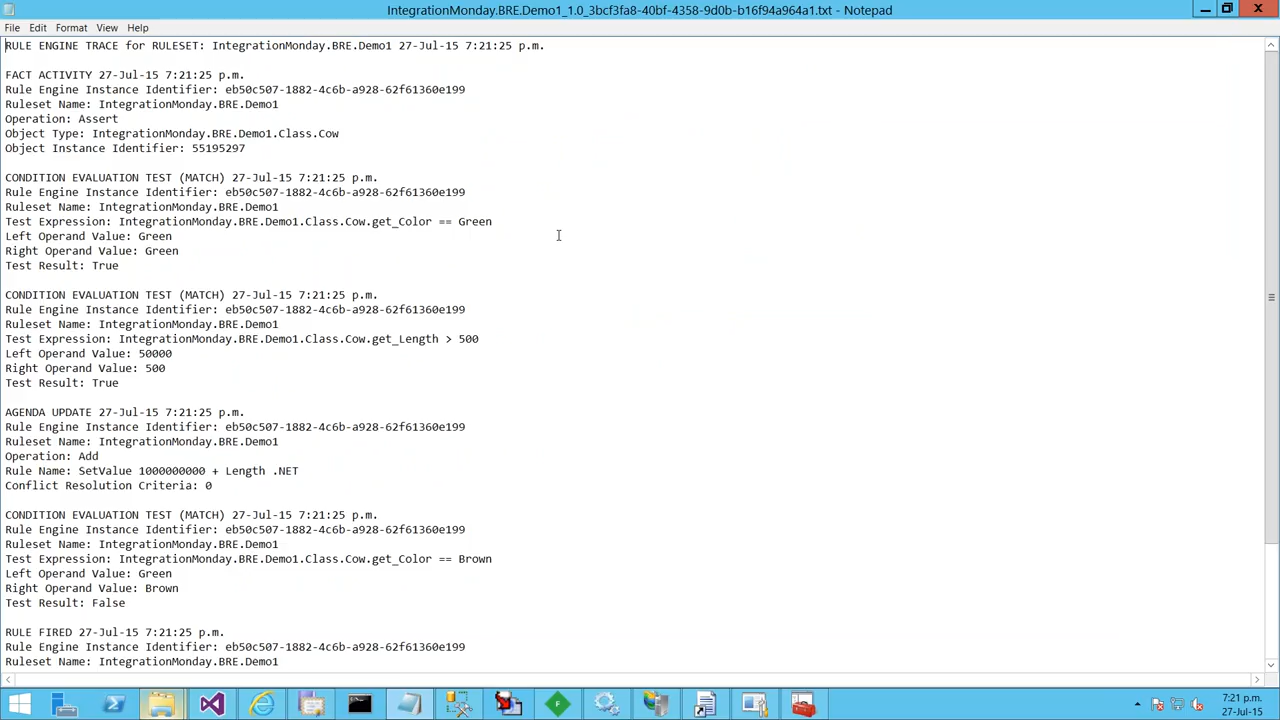 IntegrationMonday.BRE.Demo1_1.0_3bcf3fa8-40bf-4358-9d0b-b16f94a964a1.txt - Notepad
File Edit Format View Help
RULE ENGINE TRACE for RULESET: IntegrationMonday.BRE.Demo1 27-Jul-15 7:21:25 p.m.
FACT ACTIVITY 27-Jul-15 7:21:25 p.m.
Rule Engine Instance Identifier: eb50c507-1882-4c6b-a928-62f61360e199
Ruleset Name: IntegrationMonday.BRE.Demo1
Operation: Assert
Object Type: IntegrationMonday.BRE.Demo1.Class.Cow
Object Instance Identifier: 55195297
CONDITION EVALUATION TEST (MATCH) 27-Jul-15 7:21:25 p.m.
Rule Engine Instance Identifier: eb50c507-1882-4c6b-a928-62f61360e199
Ruleset Name: IntegrationMonday.BRE.Demo1
Test Expression: IntegrationMonday.BRE.Demo1.Class.Cow.get_Color == Green
Left Operand Value: Green
Right Operand Value: Green
Test Result: True
CONDITION EVALUATION TEST (MATCH) 27-Jul-15 7:21:25 p.m.
Rule Engine Instance Identifier: eb50c507-1882-4c6b-a928-62f61360e199
Ruleset Name: IntegrationMonday.BRE.Demo1
Test Expression: IntegrationMonday.BRE.Demo1.Class.Cow.get_Length > 500
Left Operand Value: 50000
Right Operand Value: 500
Test Result: True
AGENDA UPDATE 27-Jul-15 7:21:25 p.m.
Rule Engine Instance Identifier: eb50c507-1882-4c6b-a928-62f61360e199
Ruleset Name: IntegrationMonday.BRE.Demo1
Operation: Add
Rule Name: SetValue 1000000000 + Length .NET
Conflict Resolution Criteria: 0
CONDITION EVALUATION TEST (MATCH) 27-Jul-15 7:21:25 p.m.
Rule Engine Instance Identifier: eb50c507-1882-4c6b-a928-62f61360e199
Ruleset Name: IntegrationMonday.BRE.Demo1
Test Expression: IntegrationMonday.BRE.Demo1.Class.Cow.get_Color == Brown
Left Operand Value: Green
Right Operand Value: Brown
Test Result: False
RULE FIRED 27-Jul-15 7:21:25 p.m.
Rule Engine Instance Identifier: eb50c507-1882-4c6b-a928-62f61360e199
Ruleset Name: IntegrationMonday.BRE.Demo1
7:21 p.m.
27-Jul-15